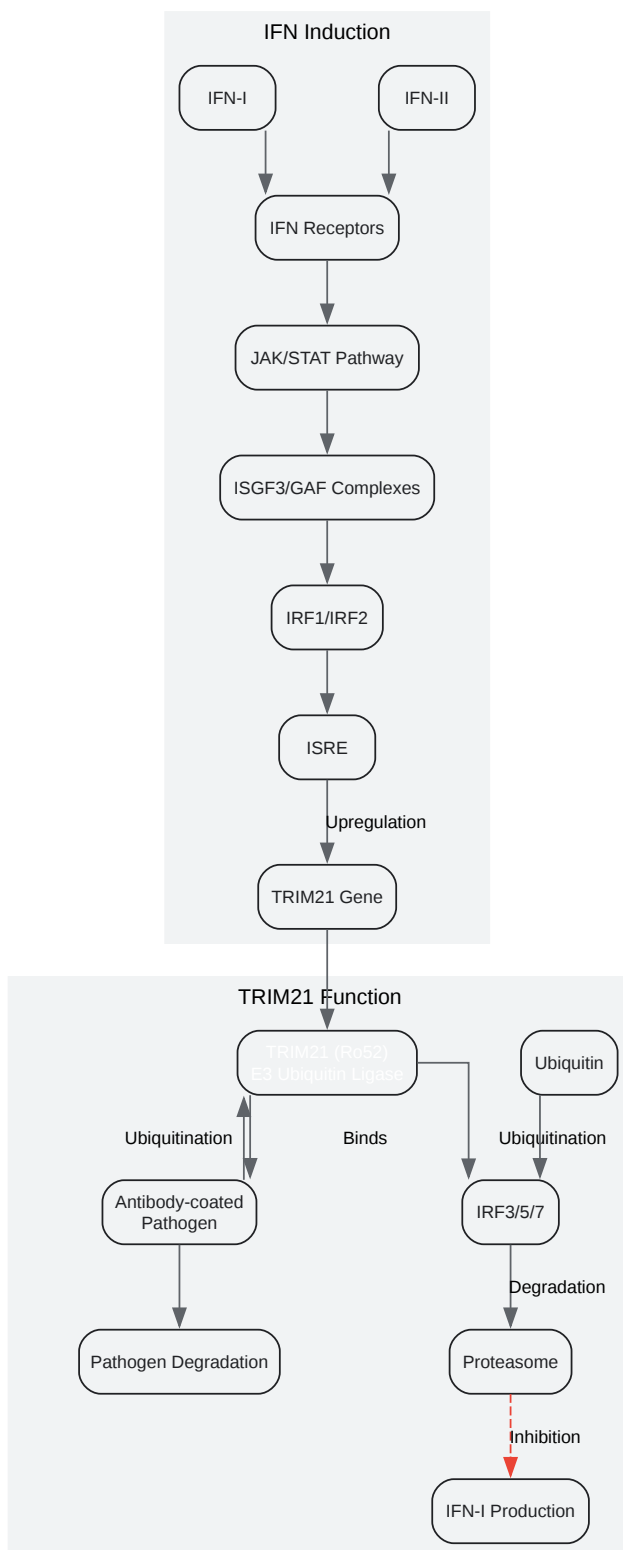 IFN Induction
IFN-I
IFN-II
IFN Receptors
JAK/STAT Pathway
ISGF3/GAF Complexes
IRF1/IRF2
ISRE
Upregulation
TRIM21 Gene
TRIM21 Function
TRIM21 (Ro52)
E3 Ubiquitin Ligase
Ubiquitin
Ubiquitination
Binds
Ubiquitination
Antibody-coated
Pathogen
IRF3/5/7
Degradation
Pathogen Degradation
Proteasome
Inhibition
IFN-I Production